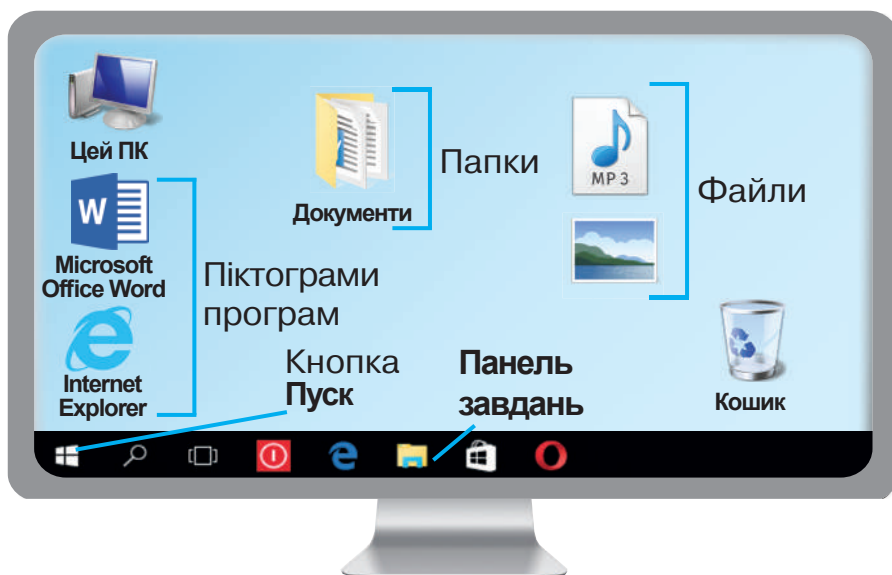 Цей ПК
W
Microsoft
Office Word
Internet
Explorer
Піктограми
програм
Документи
Папки
MP3
Файли
Кнопка
Пуск
Панель
завдань
Кошик